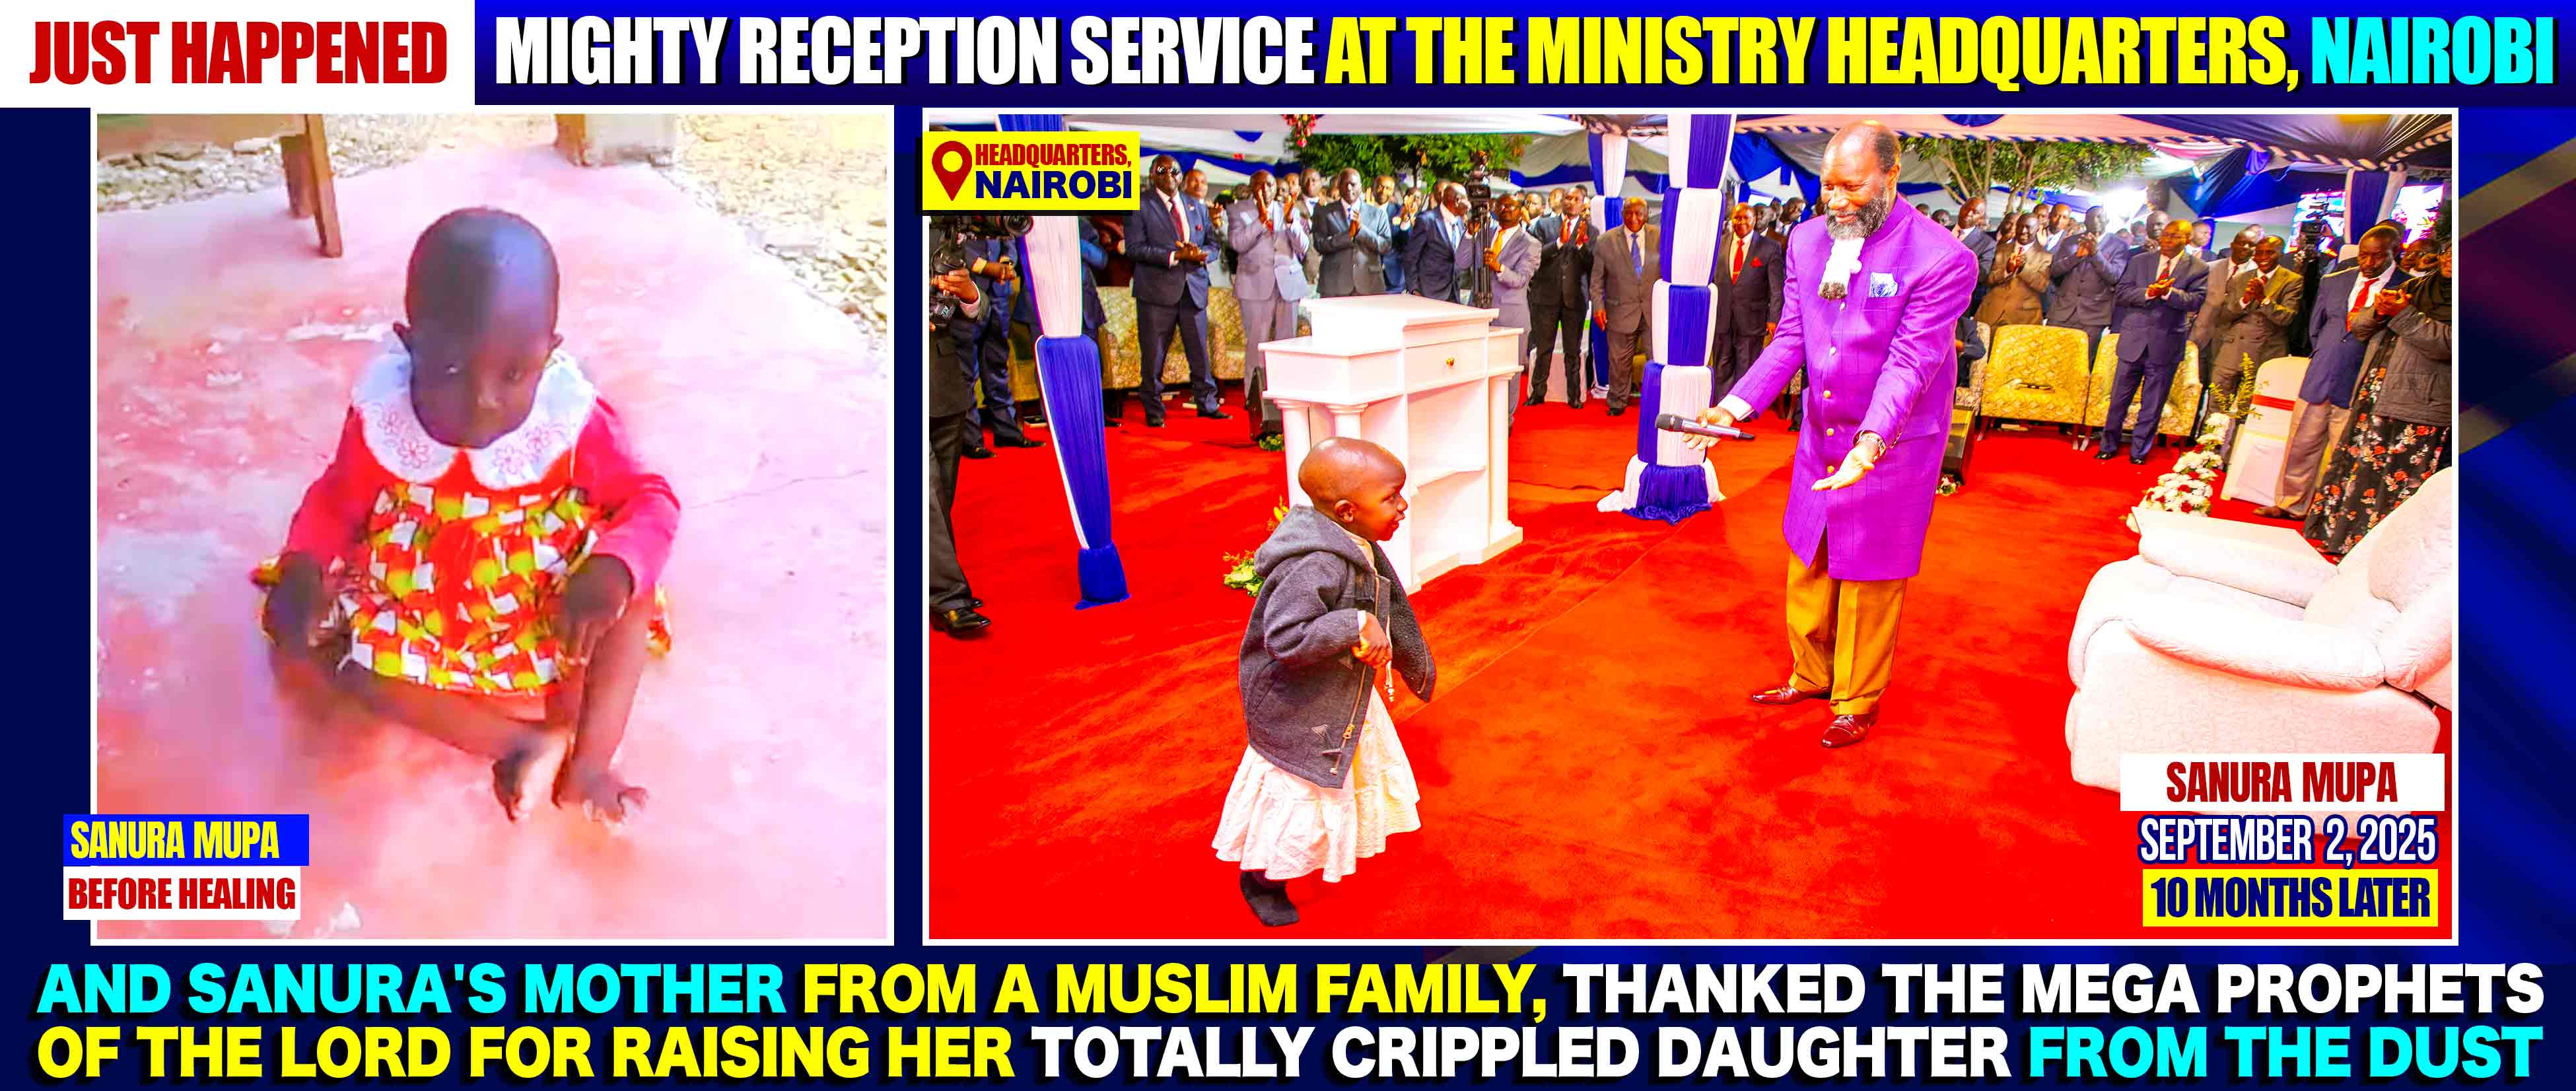 JUST HAPPENED
MIGHTY RECEPTION SERVICE AT THE MINISTRY HEADQUARTERS, NAIROBI
HEADQUARTERS,
NAIROBI
SANURA MUPA
BEFORE HEALING
SANURA MUPA
SEPTEMBER 2, 2025
10 MONTHS LATER
AND SANURA'S MOTHER FROM A MUSLIM FAMILY, THANKED THE MEGA PROPHETS
OF THE LORD FOR RAISING HER TOTALLY CRIPPLED DAUGHTER FROM THE DUST